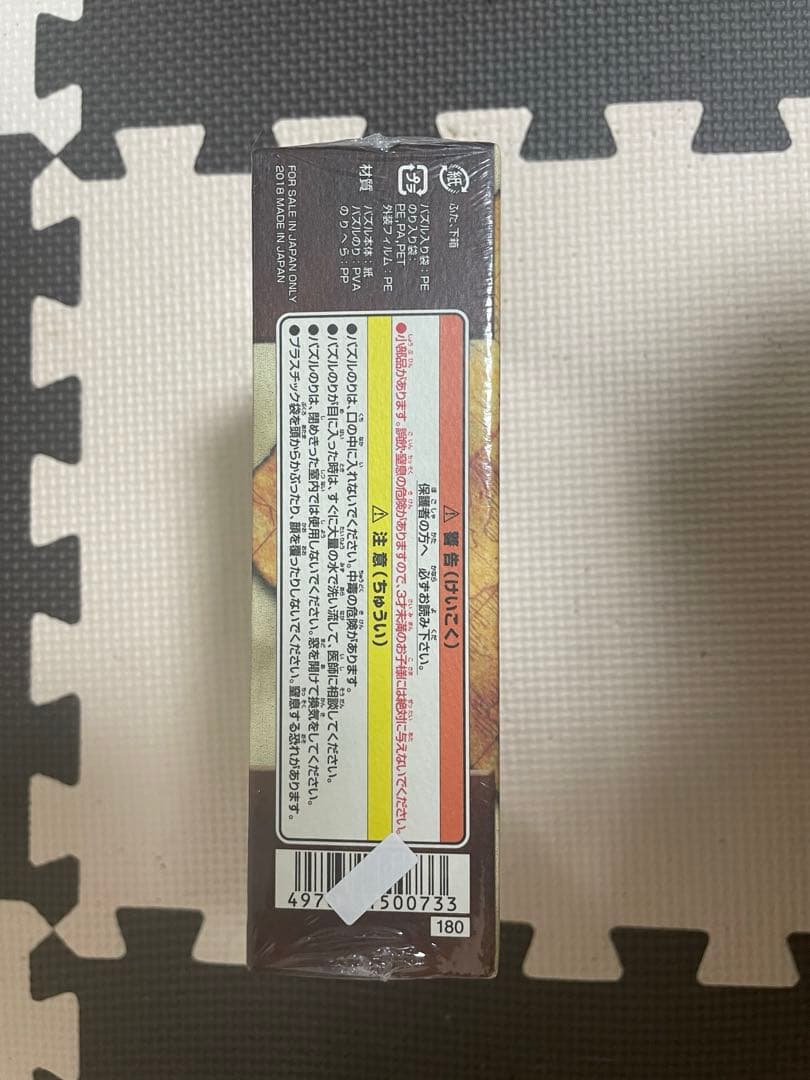 紙
ふた、下箱
プラ
パズル入り袋：PE
のり入り袋：
PE,PA,PET
外装フィルム：PE
材質
パズル本体：紙
パズルのり：PVA
のりへら：PP
FOR SALE IN JAPAN ONLY
2018 MADE IN JAPAN
⚠ 警告(けいこく)
保護者の方へ 必ずお読み下さい。
●小部品があります。誤飲・窒息の危険がありますので、3才未満のお子様には絶対に与えないでください。
⚠ 注意(ちゅうい)
●パズルのりは、口の中に入れないでください。中毒の危険があります。
●パズルのりが目に入った時は、すぐに大量の水で洗い流して、医師に相談してください。
●パズルのりは、閉めきった室内では使用しないでください。窓を開けて換気をしてください。
●プラスチック袋を頭からかぶったり、顔を覆ったりしないでください。窒息する恐れがあります。
497 500733
180